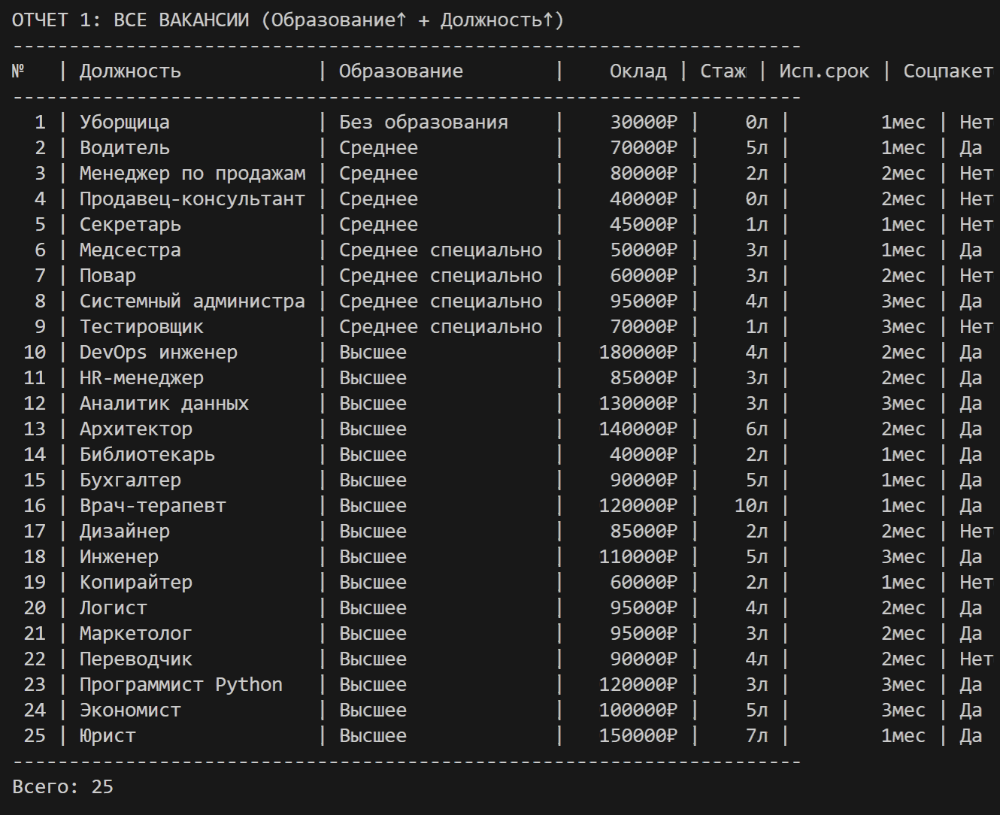 ОТЧЕТ 1: ВСЕ ВАКАНСИИ (Образование↑ + Должность↑)
----------------------------------------------------------------------
№   | Должность            | Образование        |    Оклад | Стаж | Исп.срок | Соцпакет
----------------------------------------------------------------------
  1 | Уборщица             | Без образования    |    30000₽ |    0л |        1мес | Нет
  2 | Водитель             | Среднее            |    70000₽ |    5л |        1мес | Да
  3 | Менеджер по продажам | Среднее            |    80000₽ |    2л |        2мес | Нет
  4 | Продавец-консультант | Среднее            |    40000₽ |    0л |        2мес | Нет
  5 | Секретарь            | Среднее            |    45000₽ |    1л |        1мес | Нет
  6 | Медсестра            | Среднее специально |    50000₽ |    3л |        1мес | Да
  7 | Повар                | Среднее специально |    60000₽ |    3л |        2мес | Нет
  8 | Системный администра | Среднее специально |    95000₽ |    4л |        3мес | Да
  9 | Тестировщик          | Среднее специально |    70000₽ |    1л |        3мес | Нет
 10 | DevOps инженер       | Высшее             |   180000₽ |    4л |        2мес | Да
 11 | HR-менеджер          | Высшее             |    85000₽ |    3л |        2мес | Да
 12 | Аналитик данных      | Высшее             |   130000₽ |    3л |        3мес | Да
 13 | Архитектор           | Высшее             |   140000₽ |    6л |        2мес | Да
 14 | Библиотекарь         | Высшее             |    40000₽ |    2л |        1мес | Да
 15 | Бухгалтер            | Высшее             |    90000₽ |    5л |        1мес | Да
 16 | Врач-терапевт        | Высшее             |   120000₽ |   10л |        1мес | Да
 17 | Дизайнер             | Высшее             |    85000₽ |    2л |        2мес | Нет
 18 | Инженер              | Высшее             |   110000₽ |    5л |        3мес | Да
 19 | Копирайтер           | Высшее             |    60000₽ |    2л |        1мес | Нет
 20 | Логист               | Высшее             |    95000₽ |    4л |        2мес | Да
 21 | Маркетолог           | Высшее             |    95000₽ |    3л |        2мес | Да
 22 | Переводчик           | Высшее             |    90000₽ |    4л |        2мес | Нет
 23 | Программист Python   | Высшее             |   120000₽ |    3л |        3мес | Да
 24 | Экономист            | Высшее             |   100000₽ |    5л |        3мес | Да
 25 | Юрист                | Высшее             |   150000₽ |    7л |        1мес | Да
----------------------------------------------------------------------
Всего: 25